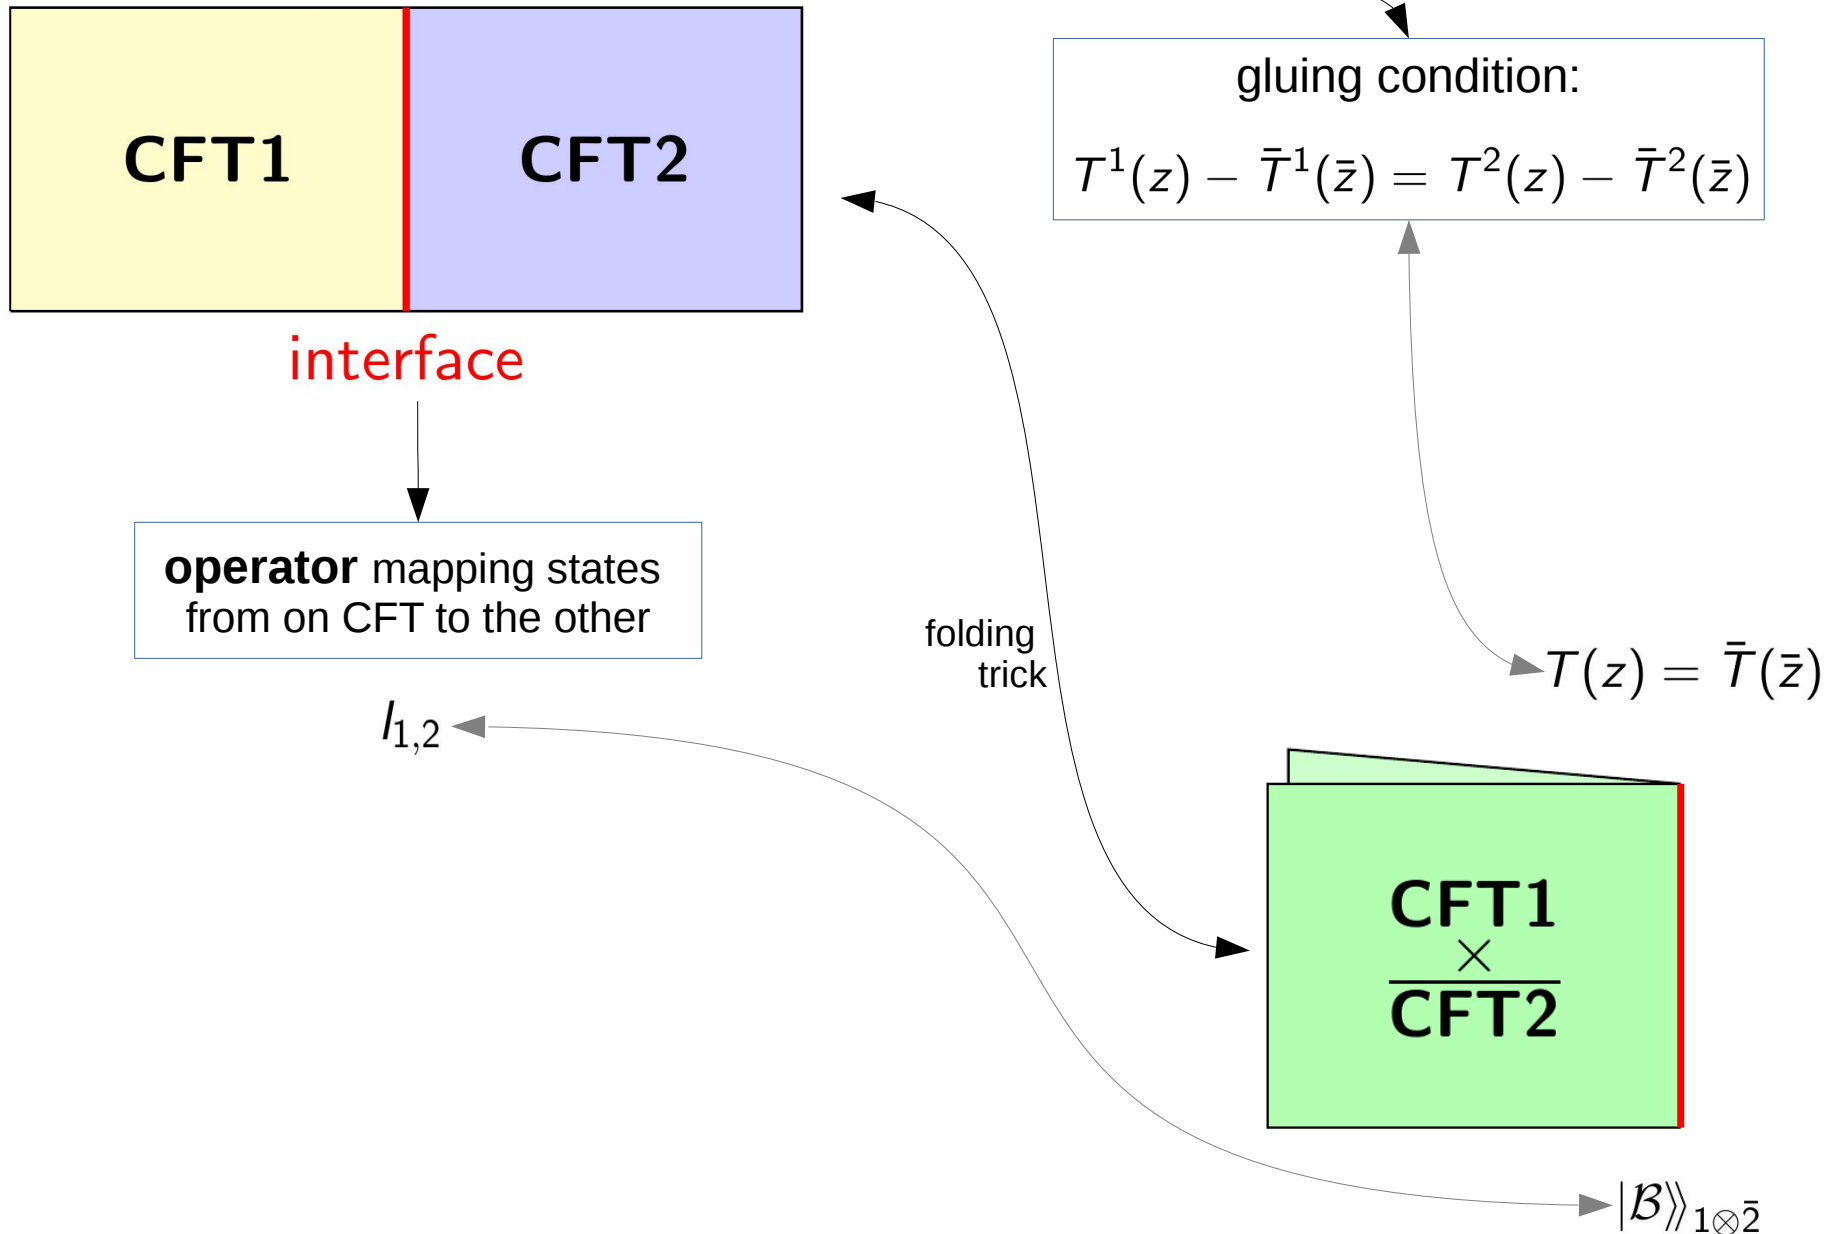 CFT1
CFT2
interface
operator mapping states
from on CFT to the other
I₁,₂
gluing condition:
T¹(z) − T̄¹(z̄) = T²(z) − T̄²(z̄)
folding
trick
T(z) = T̄(z̄)
CFT1
×
C̅F̅T̅2̅
|ℬ⟩⟩₁⊗₂̄